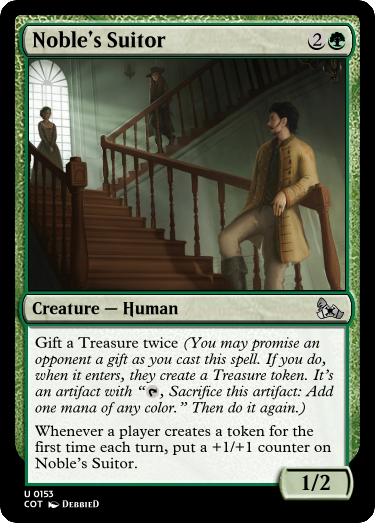 Noble's Suitor 2
Creature — Human
Gift a Treasure twice (You may promise an
opponent a gift as you cast this spell. If you do,
when it enters, they create a Treasure token. It's
an artifact with “, Sacrifice this artifact: Add
one mana of any color.” Then do it again.)
Whenever a player creates a token for the
first time each turn, put a +1/+1 counter on
Noble's Suitor.
1/2
U 0153
COT DebbieD